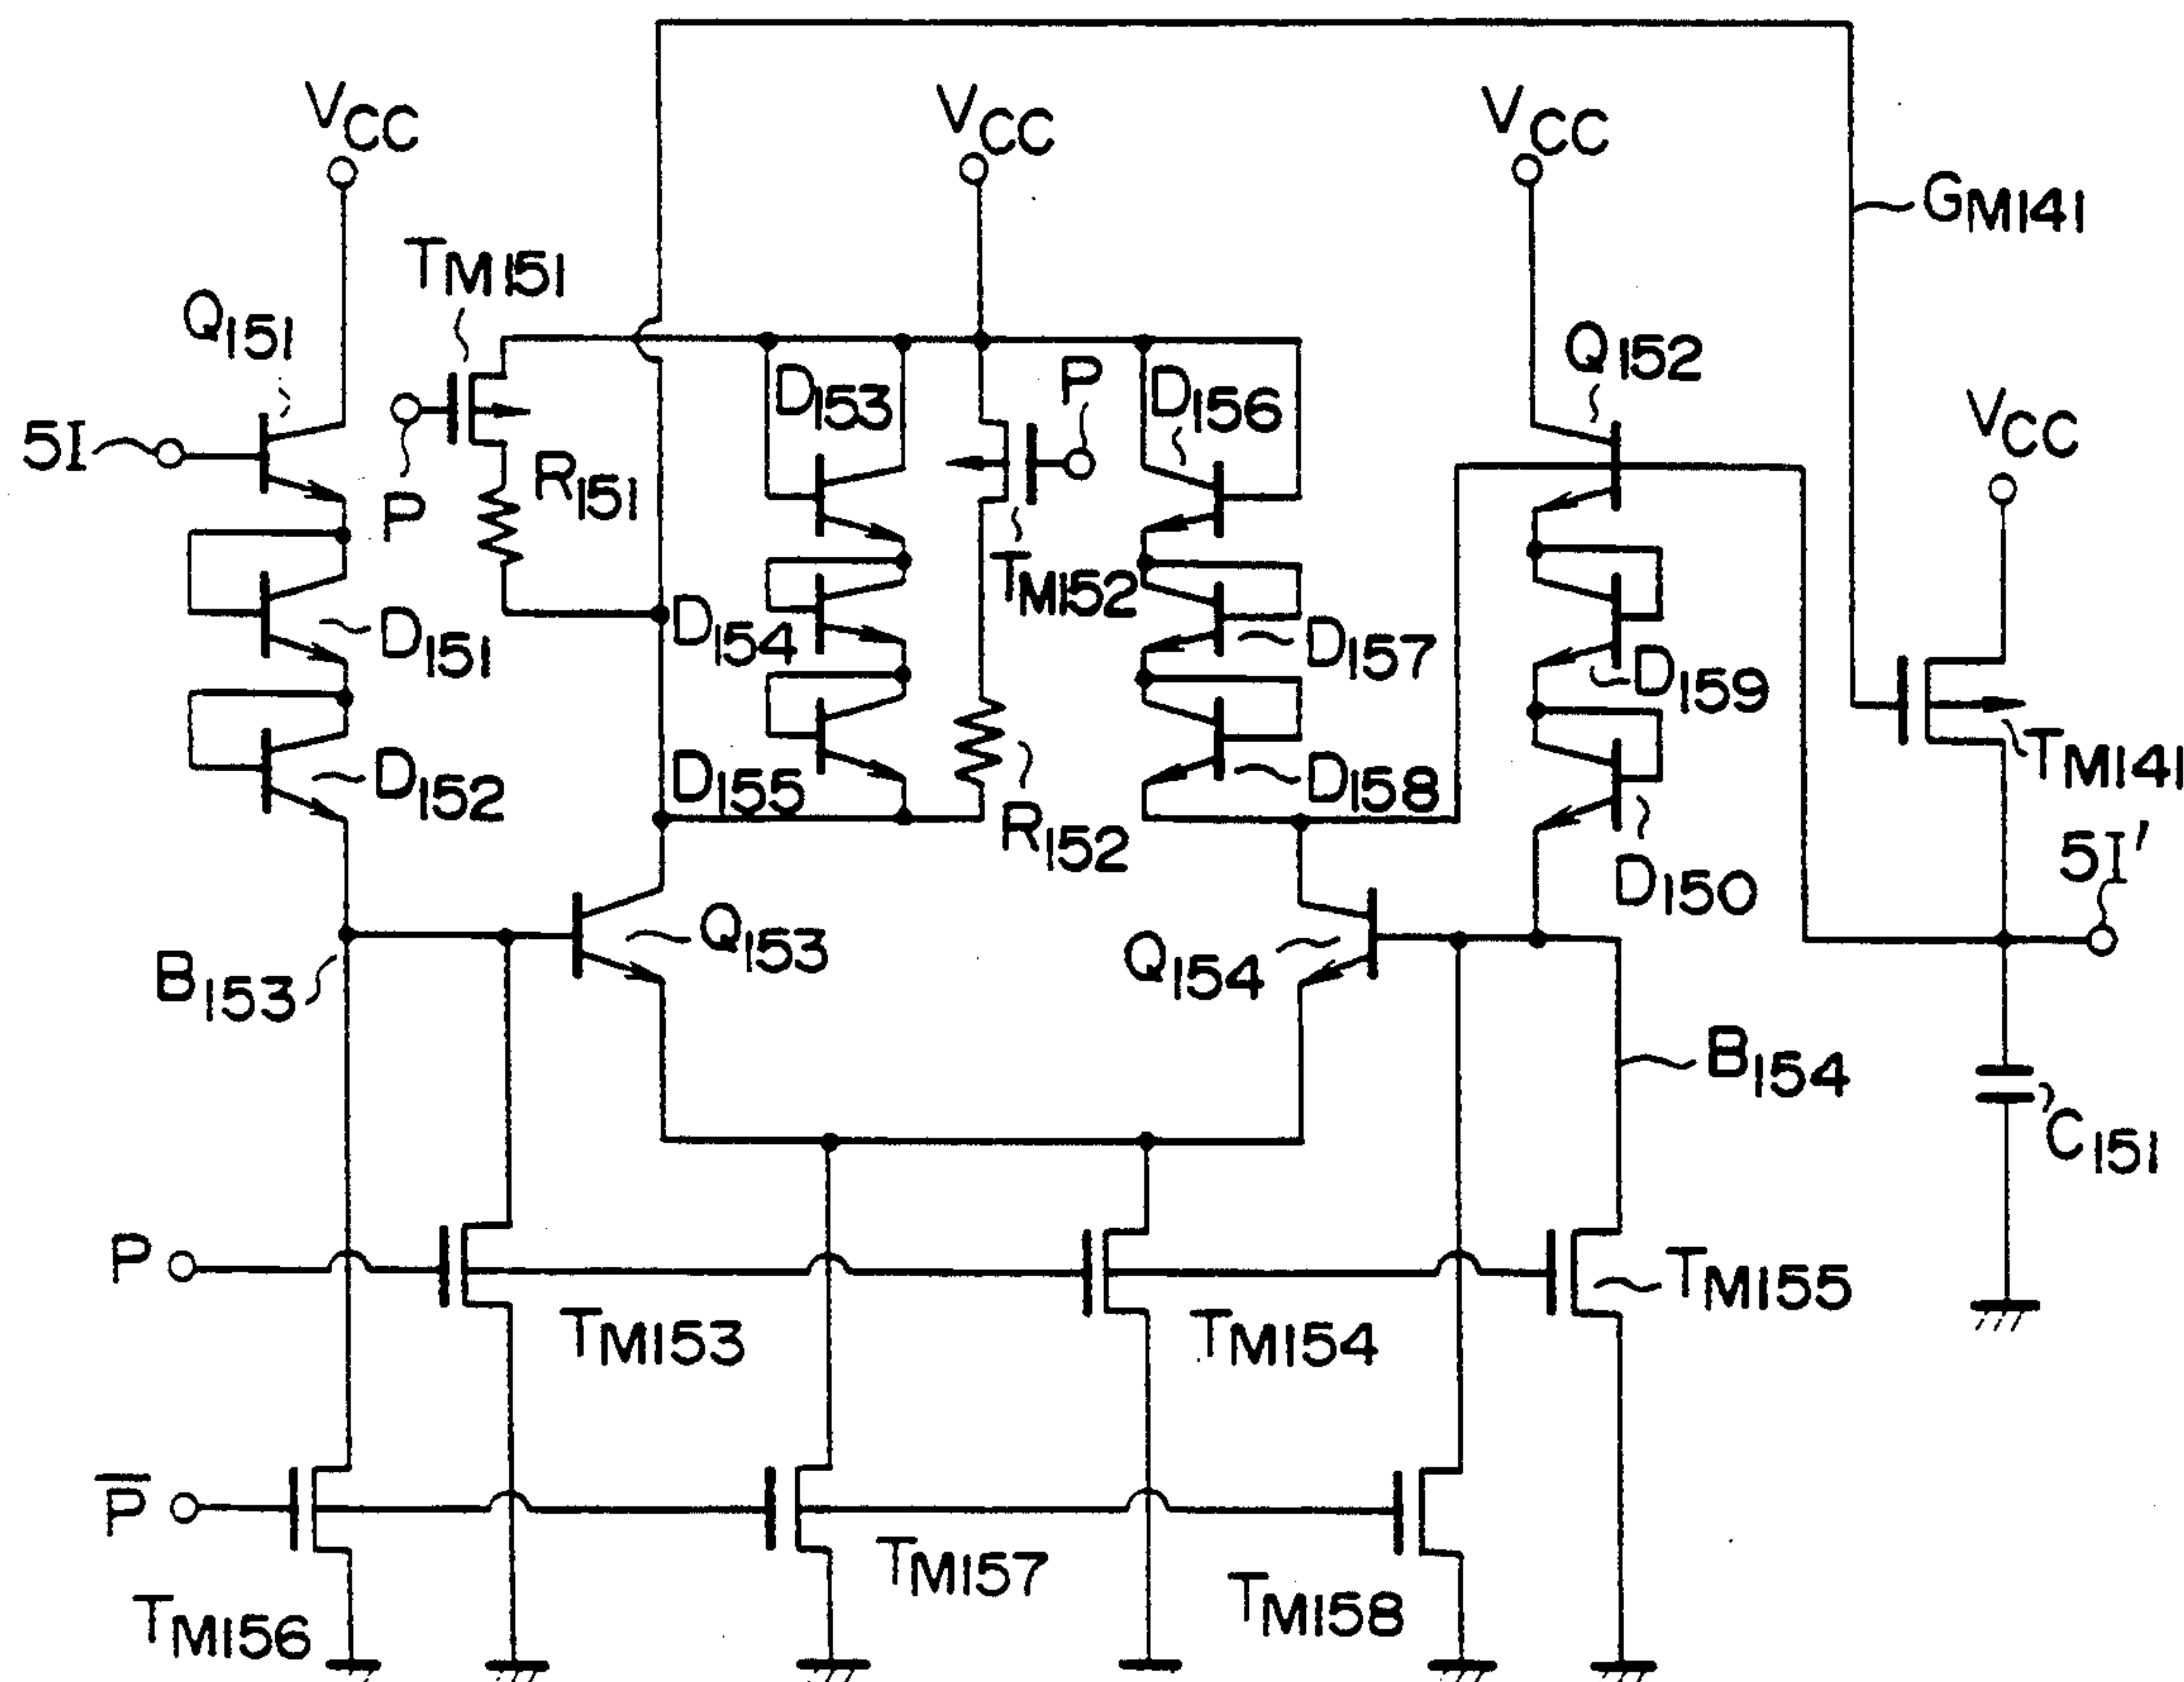 VCC
VCC
VCC
GM141
TM151
Q151
Q152
D153
P
D156
VCC
5I
P
R151
TM152
D151
D154
D157
D159
TM141
D152
D155
R152
D158
5I'
D150
Q153
Q154
B153
B154
C151
P
TM153
TM154
TM155
P̅
TM157
TM158
TM156